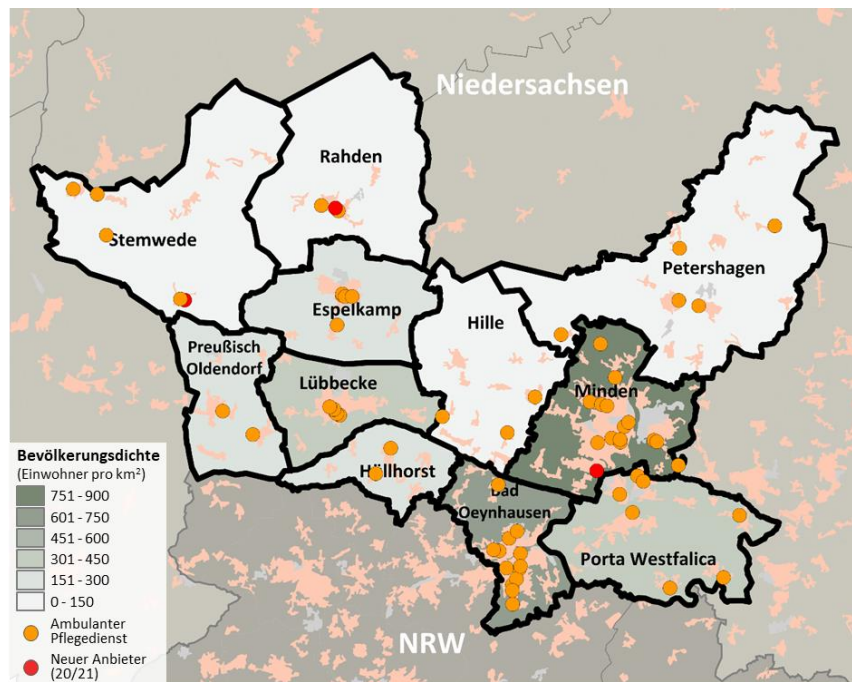 Niedersachsen
Rahden
Stemwede
Petershagen
Espelkamp
Hille
Preußisch
Oldendorf
Lübbecke
Minden
Hüllhorst
Bad
Oeynhausen
Porta Westfalica
NRW
Bevölkerungsdichte
(Einwohner pro km²)
751 - 900
601 - 750
451 - 600
301 - 450
151 - 300
0 - 150
Ambulanter
Pflegedienst
Neuer Anbieter
(20/21)